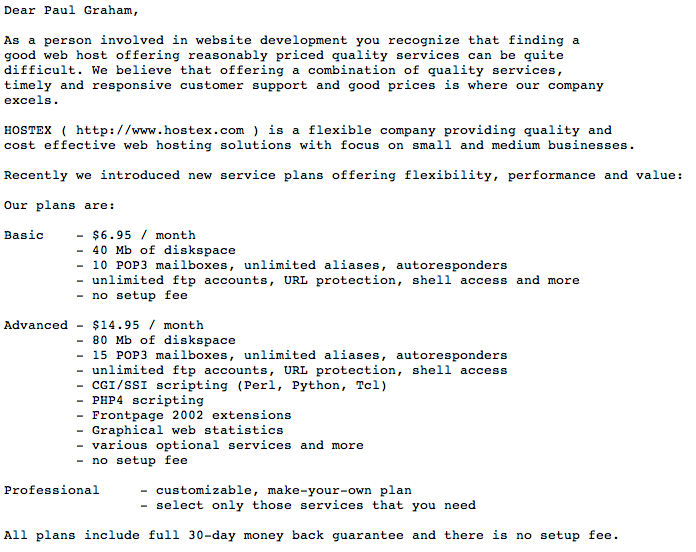 Dear Paul Graham,

As a person involved in website development you recognize that finding a
good web host offering reasonably priced quality services can be quite
difficult. We believe that offering a combination of quality services,
timely and responsive customer support and good prices is where our company
excels.

HOSTEX ( http://www.hostex.com ) is a flexible company providing quality and
cost effective web hosting solutions with focus on small and medium businesses.

Recently we introduced new service plans offering flexibility, performance and value:

Our plans are:

Basic    - $6.95 / month
         - 40 Mb of diskspace
         - 10 POP3 mailboxes, unlimited aliases, autoresponders
         - unlimited ftp accounts, URL protection, shell access and more
         - no setup fee

Advanced - $14.95 / month
         - 80 Mb of diskspace
         - 15 POP3 mailboxes, unlimited aliases, autoresponders
         - unlimited ftp accounts, URL protection, shell access
         - CGI/SSI scripting (Perl, Python, Tcl)
         - PHP4 scripting
         - Frontpage 2002 extensions
         - Graphical web statistics
         - various optional services and more
         - no setup fee

Professional     - customizable, make-your-own plan
                 - select only those services that you need

All plans include full 30-day money back guarantee and there is no setup fee.